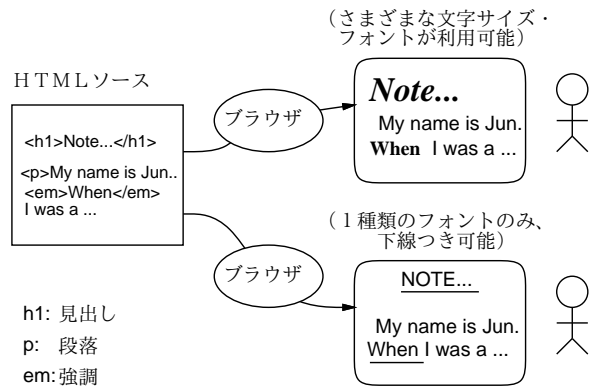 HTMLソース
<h1>Note...</h1>
<p>My name is Jun..
<em>When</em>
I was a ...
h1: 見出し
p: 段落
em:強調
ブラウザ
ブラウザ
(さまざまな文字サイズ・
フォントが利用可能)
Note...
My name is Jun.
When I was a ...
(1種類のフォントのみ、
下線つき可能)
NOTE...
My name is Jun.
When I was a ...